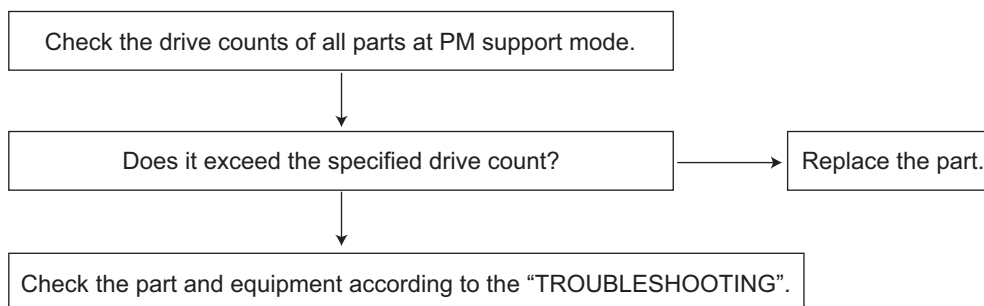 Check the drive counts of all parts at PM support mode.
Does it exceed the specified drive count?
Replace the part.
Check the part and equipment according to the “TROUBLESHOOTING”.